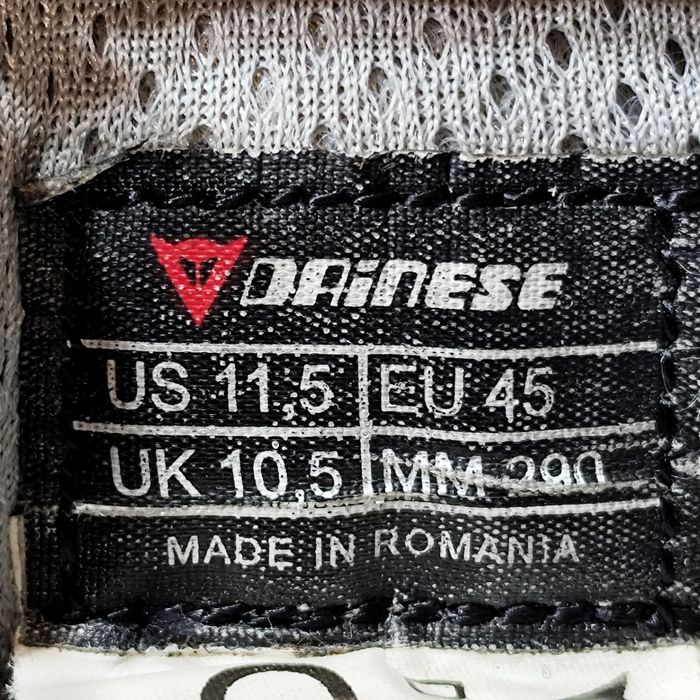 DAINESE
US 11,5 EU 45
UK 10,5 MM 290
MADE IN ROMANIA